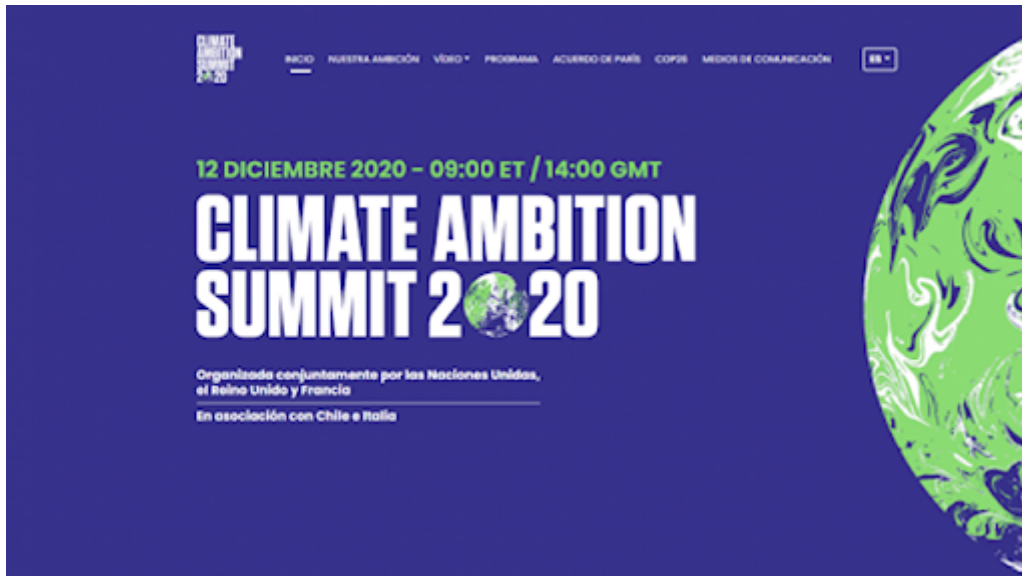 CLIMATE
AMBITION
SUMMIT
2020
INICIO NUESTRA AMBICIÓN VÍDEO PROGRAMA ACUERDO DE PARÍS COP26 MEDIOS DE COMUNICACIÓN ES
12 DICIEMBRE 2020 – 09:00 ET / 14:00 GMT
CLIMATE AMBITION
SUMMIT 2020
Organizada conjuntamente por las Naciones Unidas,
el Reino Unido y Francia
En asociación con Chile e Italia